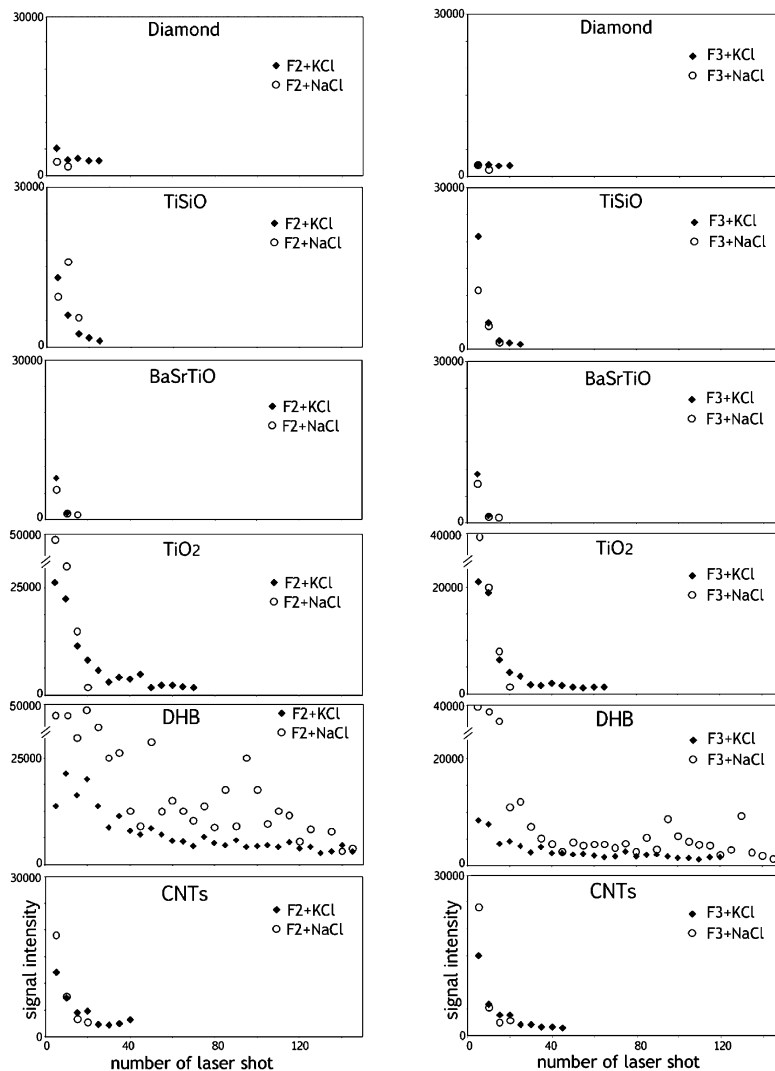 30000
Diamond
F2+KCl
F2+NaCl
0
30000
TiSiO
F2+KCl
F2+NaCl
0
30000
BaSrTiO
F2+KCl
F2+NaCl
0
50000
TiO2
25000
F2+KCl
F2+NaCl
0
50000
DHB
F2+KCl
F2+NaCl
25000
0
30000
CNTs
F2+KCl
F2+NaCl
signal intensity
0
0 40 80 120
number of laser shot
30000
Diamond
F3+KCl
F3+NaCl
0
30000
TiSiO
F3+KCl
F3+NaCl
0
30000
BaSrTiO
F3+KCl
F3+NaCl
0
40000
TiO2
F3+KCl
20000
F3+NaCl
0
40000
DHB
F3+KCl
F3+NaCl
20000
0
30000
CNTs
F3+KCl
F3+NaCl
signal intensity
0
0 40 80 120
number of laser shot